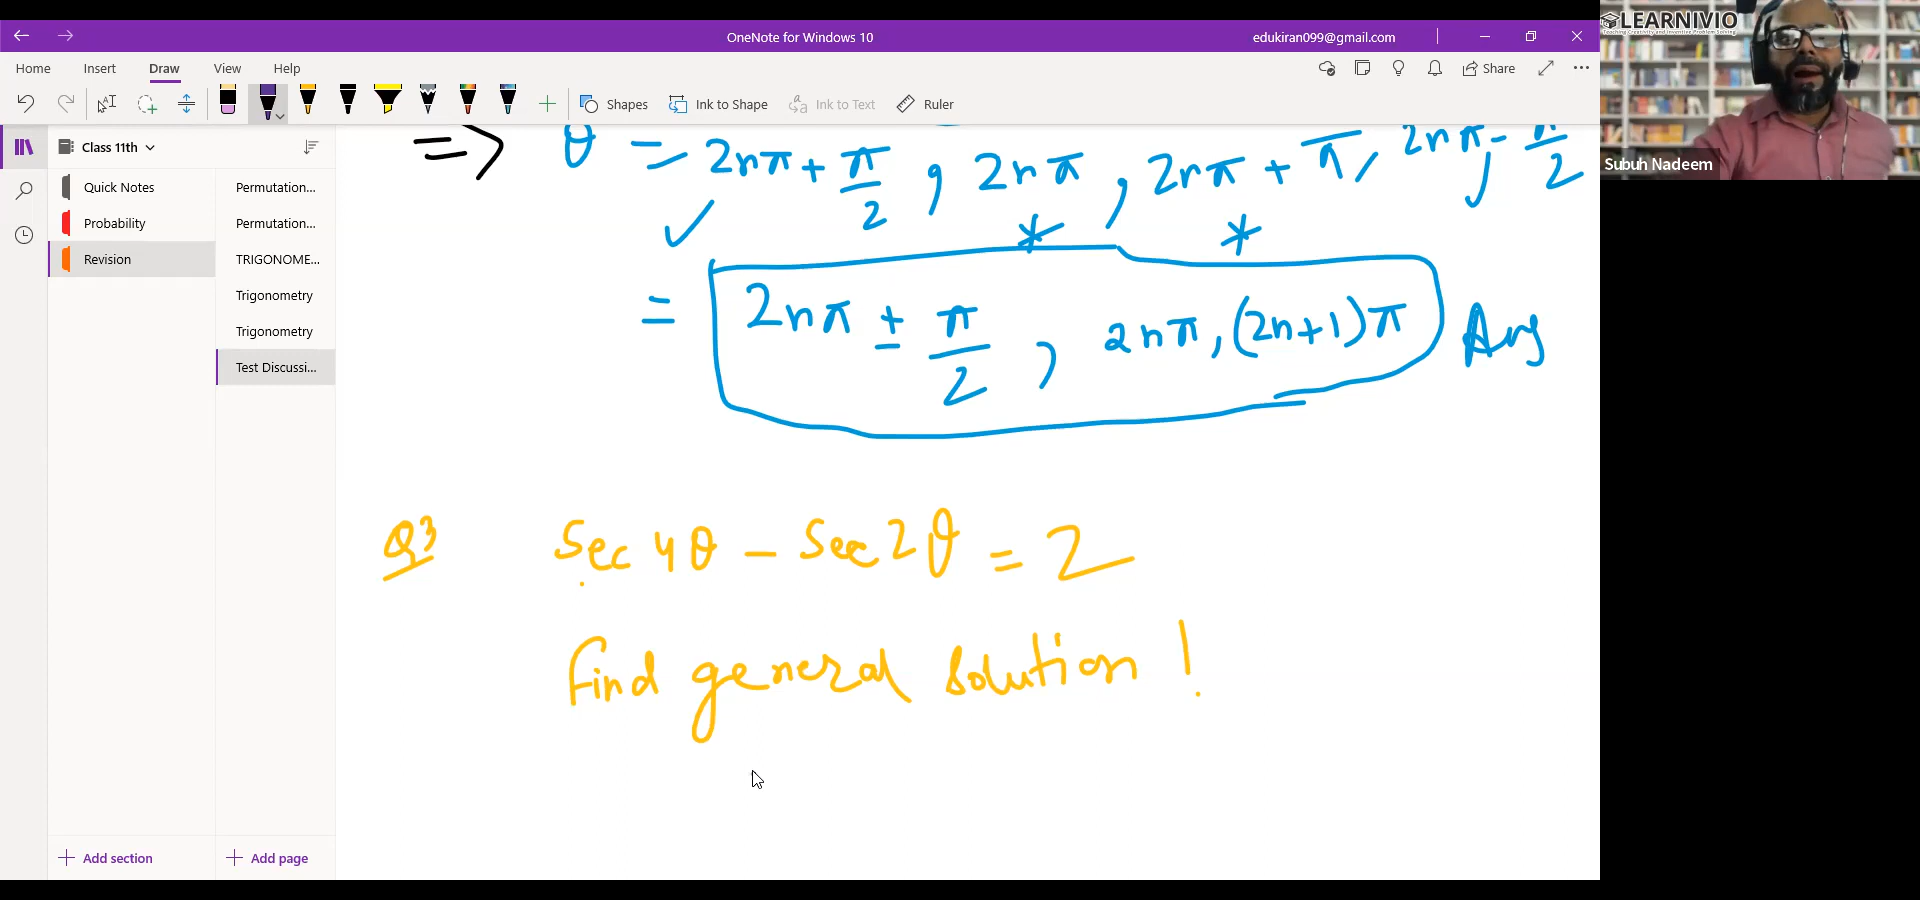 LEARNIVIO
OneNote for Windows 10
edukiran099@gmail.com
Home Insert Draw View Help
Share
Shapes
Ink to Shape
Ink to Text
Ruler
Subuh Nadeem
Class 11th
Quick Notes
Probability
Revision
Permutation...
Permutation...
TRIGONOME...
Trigonometry
Trigonometry
Test Discussi...
=> θ = 2nπ + π/2 , 2nπ , 2nπ + π, 2nπ - π/2
= 2nπ ± π/2 , 2nπ, (2n+1)π Ans
Q3 Sec 4θ - Sec 2θ = 2
Find general solution !
Add section
Add page